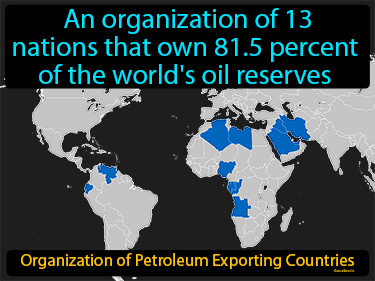 An organization of 13
nations that own 81.5 percent
of the world's oil reserves
Organization of Petroleum Exporting Countries